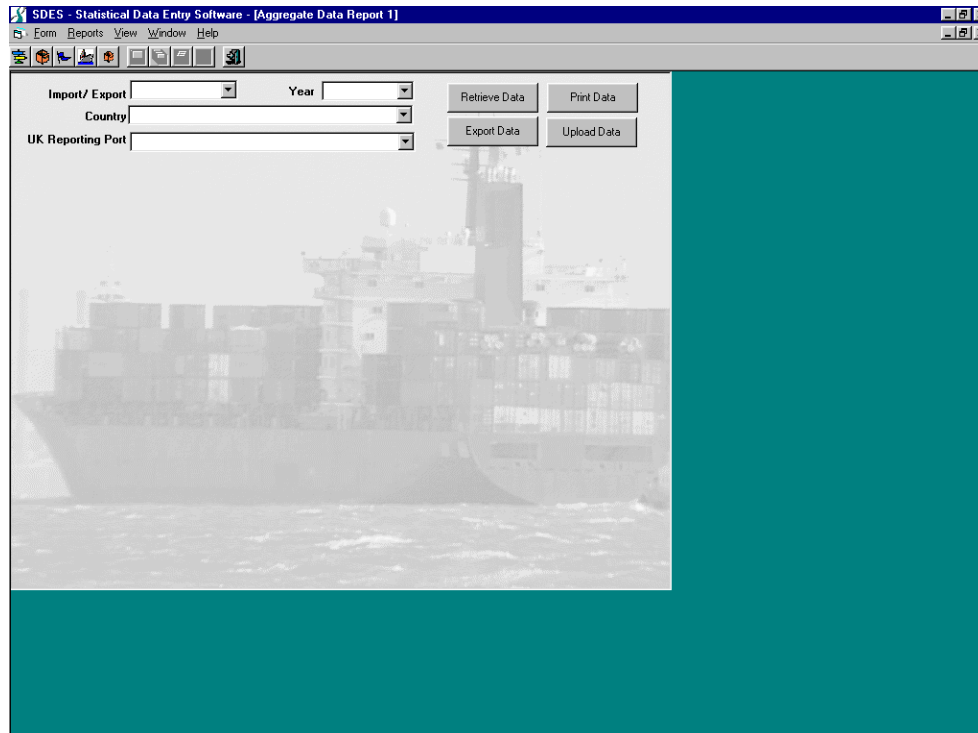 SDES - Statistical Data Entry Software - [Aggregate Data Report 1]
Form Reports View Window Help
Import/ Export Year Retrieve Data Print Data
Country
UK Reporting Port Export Data Upload Data